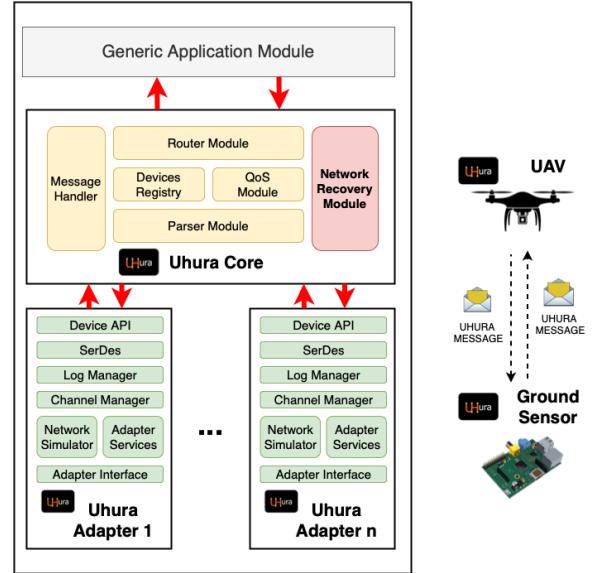 Generic Application Module
Message
Handler
Router Module
Devices
Registry
QoS
Module
Parser Module
Network
Recovery
Module
UHura
Uhura Core
Device API
SerDes
Log Manager
Channel Manager
Network
Simulator
Adapter
Services
Adapter Interface
UHura
Uhura
Adapter 1
...
Device API
SerDes
Log Manager
Channel Manager
Network
Simulator
Adapter
Services
Adapter Interface
UHura
Uhura
Adapter n
UHura
UAV
UHURA
MESSAGE
UHURA
MESSAGE
UHura
Ground
Sensor